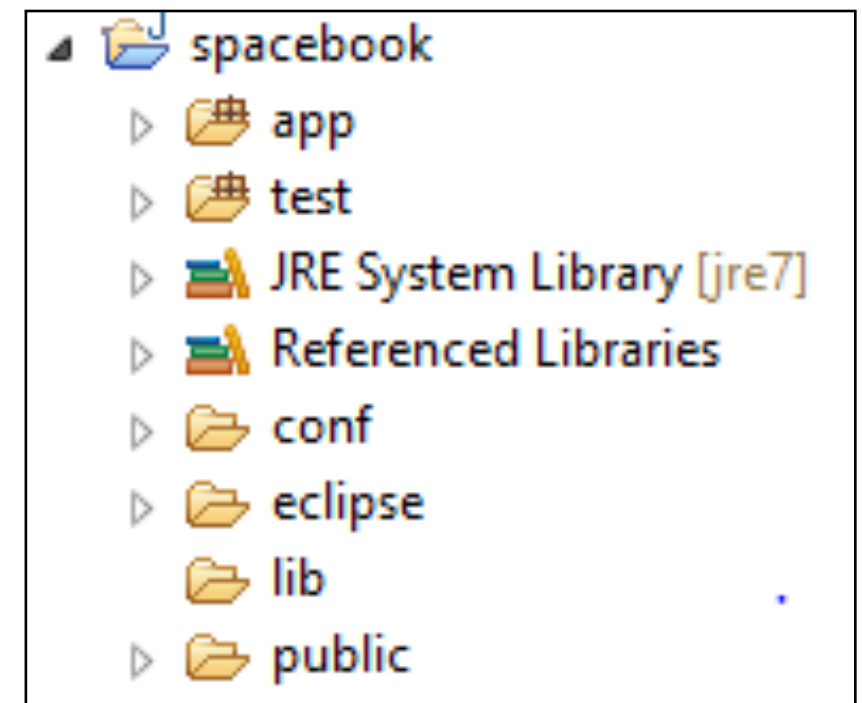 spacebook
app
test
JRE System Library [jre7]
Referenced Libraries
conf
eclipse
lib
public